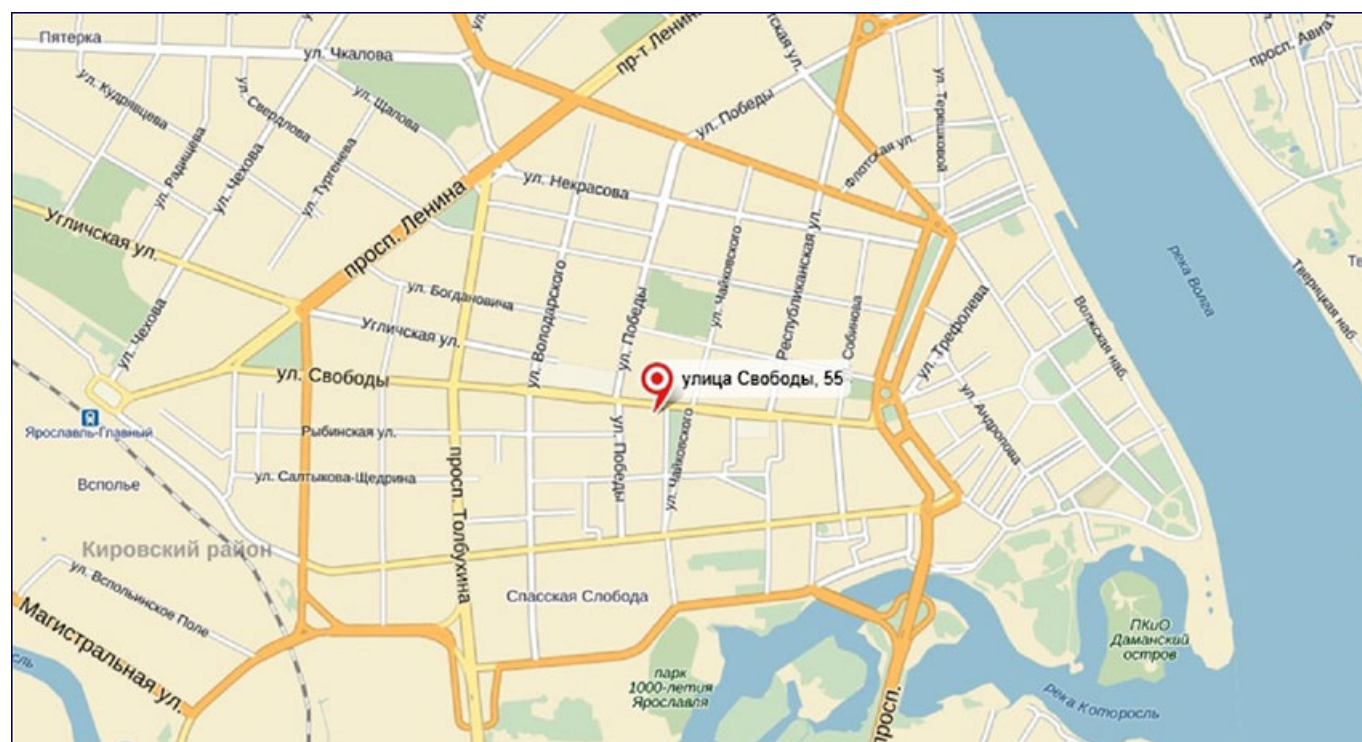 Пятерка
ул. Чкалова
пр-т Ленина
просп. Авиа
ул. Кудрявцева
ул. Свердлова
ул. Щапова
ул. Победы
ул. Терешковой
ул. Радищева
ул. Чехова
ул. Тургенева
ул. Некрасова
Флотская ул.
Угличская ул.
просп. Ленина
ул. Чайковского
Республиканская ул.
река Волга
Тверицкая наб.
ул. Богдановича
ул. Володарского
ул. Победы
Собинова
ул. Трефолева
Волжская наб.
ул. Чехова
Угличская ул.
ул. Свободы
улица Свободы, 55
ул. Андропова
Ярославль-Главный
Рыбинская ул.
ул. Победы
ул. Чайковского
ул. Салтыкова-Щедрина
Всполье
просп. Толбухина
Кировский район
ул. Вспольинское Поле
Спасская Слобода
Магистральная ул.
ПКиО
Даманский
остров
парк
1000-летия
Ярославля
просп.
река Которосль